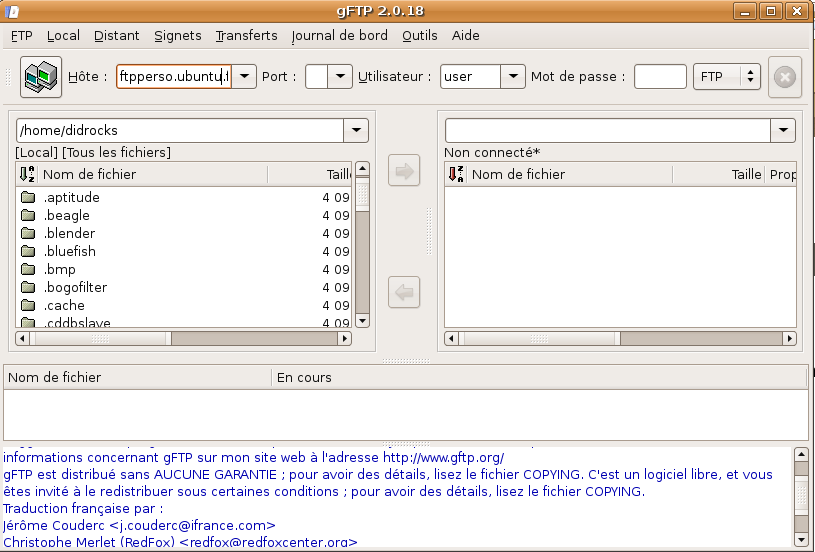 gFTP 2.0.18
FTP Local Distant Signets Transferts Journal de bord Outils Aide
Hôte : ftpperso.ubuntu.f Port : Utilisateur : user Mot de passe : FTP
/home/didrocks
[Local] [Tous les fichiers] Non connecté*
Nom de fichier Taill Nom de fichier Taille Prop
.aptitude 4 09
.beagle 4 09
.blender 4 09
.bluefish 4 09
.bmp 4 09
.bogofilter 4 09
.cache 4 09
.cddbslave 4 09
Nom de fichier En cours
informations concernant gFTP sur mon site web à l'adresse http://www.gftp.org/
gFTP est distribué sans AUCUNE GARANTIE ; pour avoir des détails, lisez le fichier COPYING. C'est un logiciel libre, et vous
êtes invité à le redistribuer sous certaines conditions ; pour avoir des détails, lisez le fichier COPYING.
Traduction française par :
Jérôme Couderc <j.couderc@ifrance.com>
Christophe Merlet (RedFox) <redfox@redfoxcenter.org>